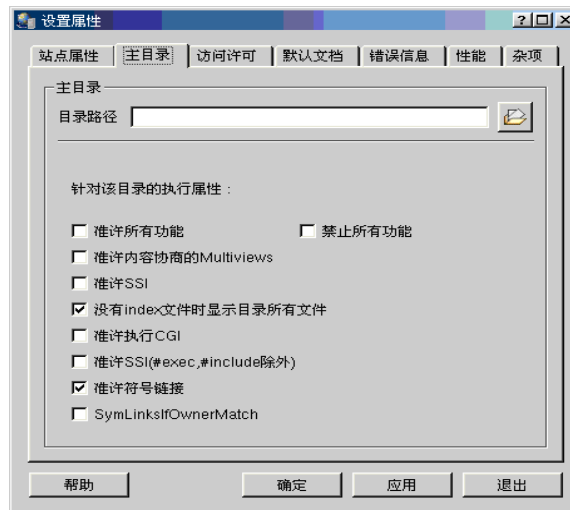 设置属性
站点属性 主目录 访问许可 默认文档 错误信息 性能 杂项
主目录
目录路径
针对该目录的执行属性：
准许所有功能 禁止所有功能
准许内容协商的Multiviews
准许SSI
没有index文件时显示目录所有文件
准许执行CGI
准许SSI(#exec,#include除外)
准许符号链接
SymLinksIfOwnerMatch
帮助 确定 应用 退出